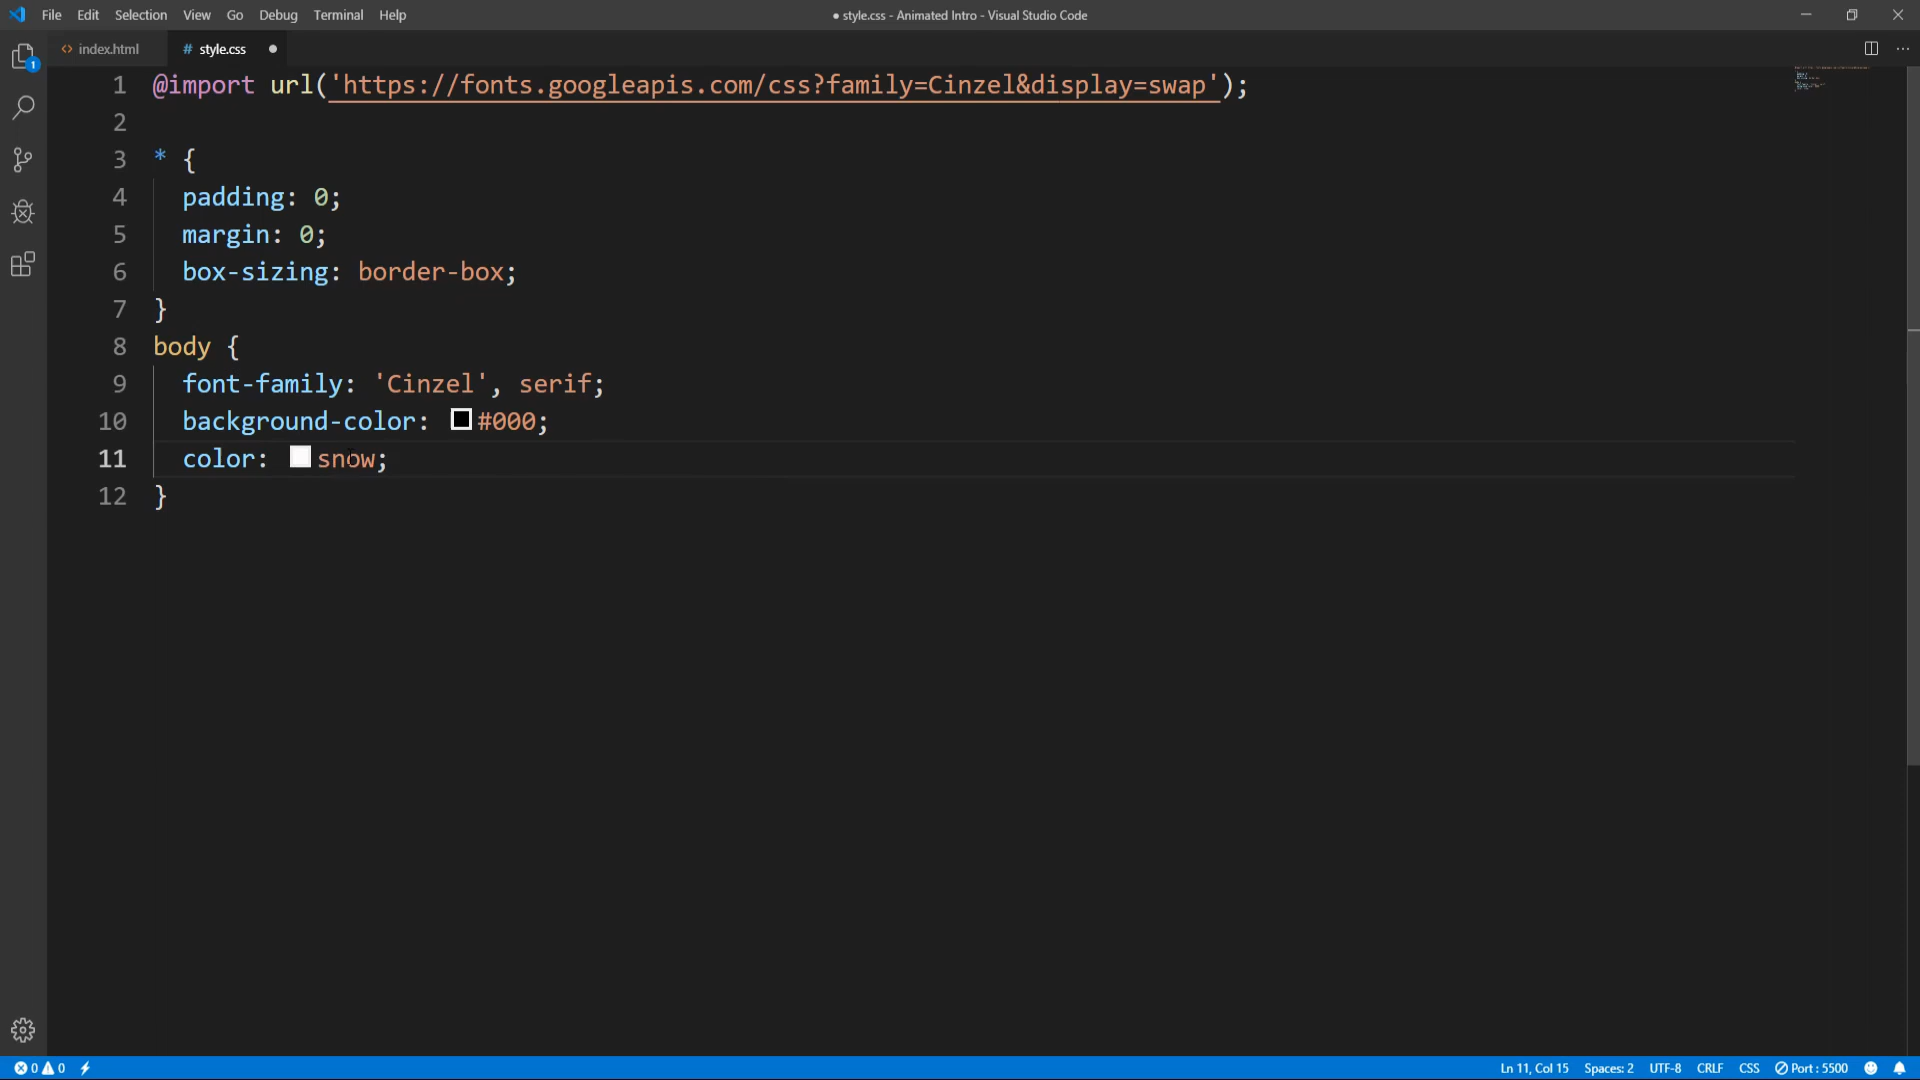 File Edit Selection View Go Debug Terminal Help
● style.css - Animated Intro - Visual Studio Code
index.html
# style.css ●
1
1 @import url('https://fonts.googleapis.com/css?family=Cinzel&display=swap');
2
3 * {
4 padding: 0;
5 margin: 0;
6 box-sizing: border-box;
7 }
8 body {
9 font-family: 'Cinzel', serif;
10 background-color: #000;
11 color: snow;
12 }
0 0
Ln 11, Col 15 Spaces: 2 UTF-8 CRLF CSS Port : 5500